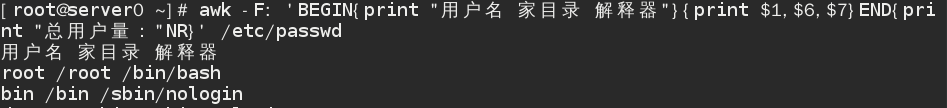 [root@server0 ~]# awk -F: 'BEGIN{print "用户名 家目录 解释器"}{print $1,$6,$7}END{pri
nt "总用户量："NR}' /etc/passwd
用户名 家目录 解释器
root /root /bin/bash
bin /bin /sbin/nologin